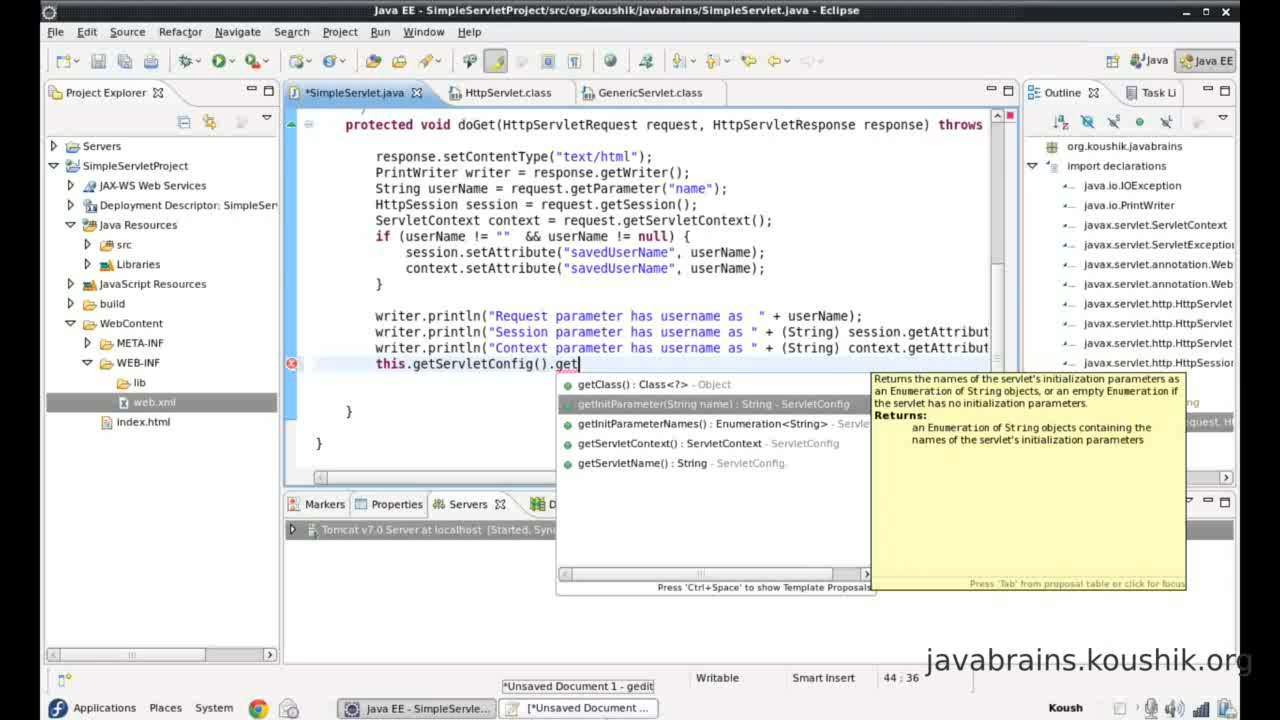 Java EE - SimpleServletProject/src/org/koushik/javabrains/SimpleServlet.java - Eclipse
File Edit Source Refactor Navigate Search Project Run Window Help
Java Java EE
Project Explorer
*SimpleServlet.java HttpServlet.class GenericServlet.class
Outline Task Li
Servers
SimpleServletProject
JAX-WS Web Services
Deployment Descriptor: SimpleSer
Java Resources
src
Libraries
JavaScript Resources
build
WebContent
META-INF
WEB-INF
lib
web.xml
index.html
protected void doGet(HttpServletRequest request, HttpServletResponse response) throws
response.setContentType("text/html");
PrintWriter writer = response.getWriter();
String userName = request.getParameter("name");
HttpSession session = request.getSession();
ServletContext context = request.getServletContext();
if (userName != ""  && userName != null) {
session.setAttribute("savedUserName", userName);
context.setAttribute("savedUserName", userName);
}
writer.println("Request parameter has username as  " + userName);
writer.println("Session parameter has username as " + (String) session.getAttribut
writer.println("Context parameter has username as " + (String) context.getAttribut
this.getServletConfig().get
}
}
getClass() : Class<?> - Object
getInitParameter(String name) : String - ServletConfig
getInitParameterNames() : Enumeration<String> - Servle
getServletContext() : ServletContext - ServletConfig
getServletName() : String - ServletConfig
Press 'Ctrl+Space' to show Template Proposals
Returns the names of the servlet's initialization parameters as
an Enumeration of String objects, or an empty Enumeration if
the servlet has no initialization parameters.
Returns:
an Enumeration of String objects containing the
names of the servlet's initialization parameters
Press 'Tab' from proposal table or click for focus
org.koushik.javabrains
import declarations
java.io.IOException
java.io.PrintWriter
javax.servlet.ServletContext
javax.servlet.ServletExceptio
javax.servlet.annotation.Web
javax.servlet.annotation.Web
javax.servlet.http.HttpServlet
javax.servlet.http.HttpServlet
javax.servlet.http.HttpServlet
javax.servlet.http.HttpSessio
Markers Properties Servers D
Tomcat v7.0 Server at localhost [Started, Syn
Writable Smart Insert 44 : 36
javabrains.koushik.org
*Unsaved Document 1 - gedit
Applications Places System Java EE - SimpleServle... [*Unsaved Document ... Koush